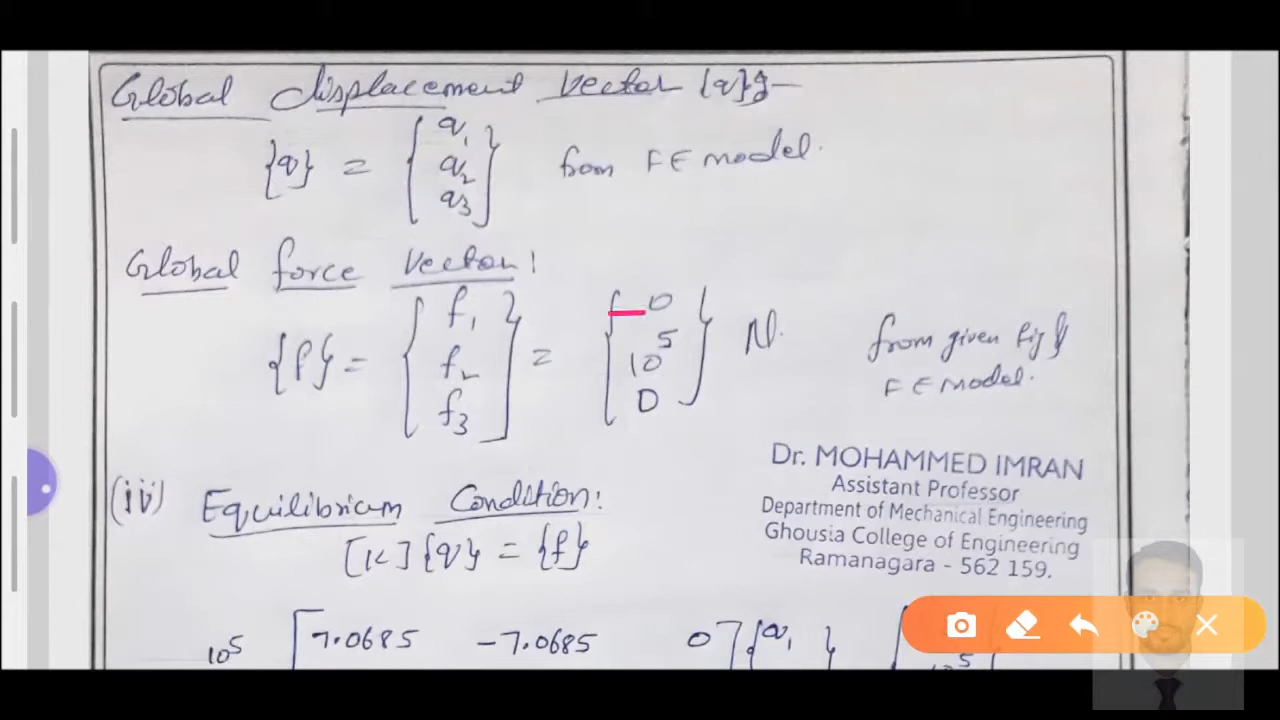 Global displacement Vector {q}:-
{q} = { q1 q2 q3 } from FE model.
Global force Vector:
{f} = { f1 f2 f3 } = { 0 10^5 0 } N. from given fig & FE model.
Dr. MOHAMMED IMRAN
Assistant Professor
Department of Mechanical Engineering
Ghousia College of Engineering
Ramanagara - 562 159.
(iv) Equilibrium Condition:
[K] {q} = {f}
10^5 [ 7.0685 -7.0685 0 ] { q1 }